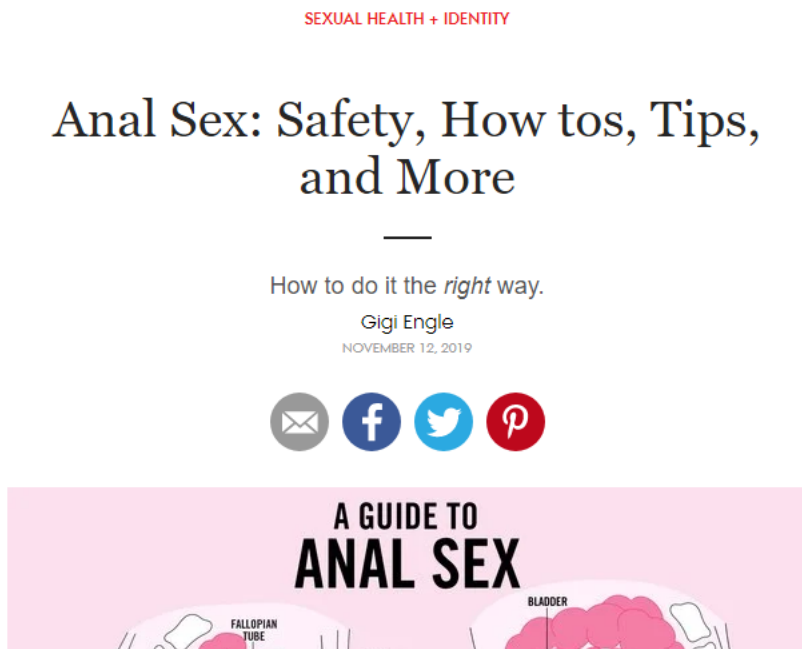 SEXUAL HEALTH + IDENTITY
Anal Sex: Safety, How tos, Tips,
and More
How to do it the right way.
Gigi Engle
NOVEMBER 12, 2019
A GUIDE TO
ANAL SEX
BLADDER
FALLOPIAN
TUBE